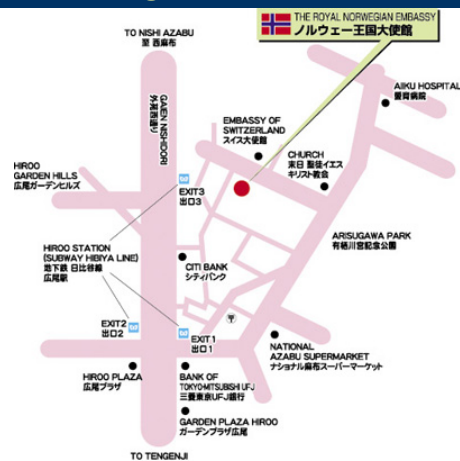 THE ROYAL NORWEGIAN EMBASSY
ノルウェー王国大使館
TO NISHI AZABU
至 西麻布
GAIEN NISHIDORI
外苑西通り
AIIKU HOSPITAL
愛育病院
EMBASSY OF
SWITZERLAND
スイス大使館
CHURCH
末日 聖徒イエス
キリスト教会
HIROO
GARDEN HILLS
広尾ガーデンヒルズ
EXIT3
出口3
ARISUGAWA PARK
有栖川宮記念公園
HIROO STATION
(SUBWAY HIBIYA LINE)
地下鉄 日比谷線
広尾駅
CITI BANK
シティバンク
EXIT2
出口2
EXIT1
出口1
〒
NATIONAL
AZABU SUPERMARKET
ナショナル麻布スーパーマーケット
HIROO PLAZA
広尾プラザ
BANK OF
TOKYO-MITSUBISHI UFJ
三菱東京UFJ銀行
GARDEN PLAZA HIROO
ガーデンプラザ広尾
TO TENGENJI